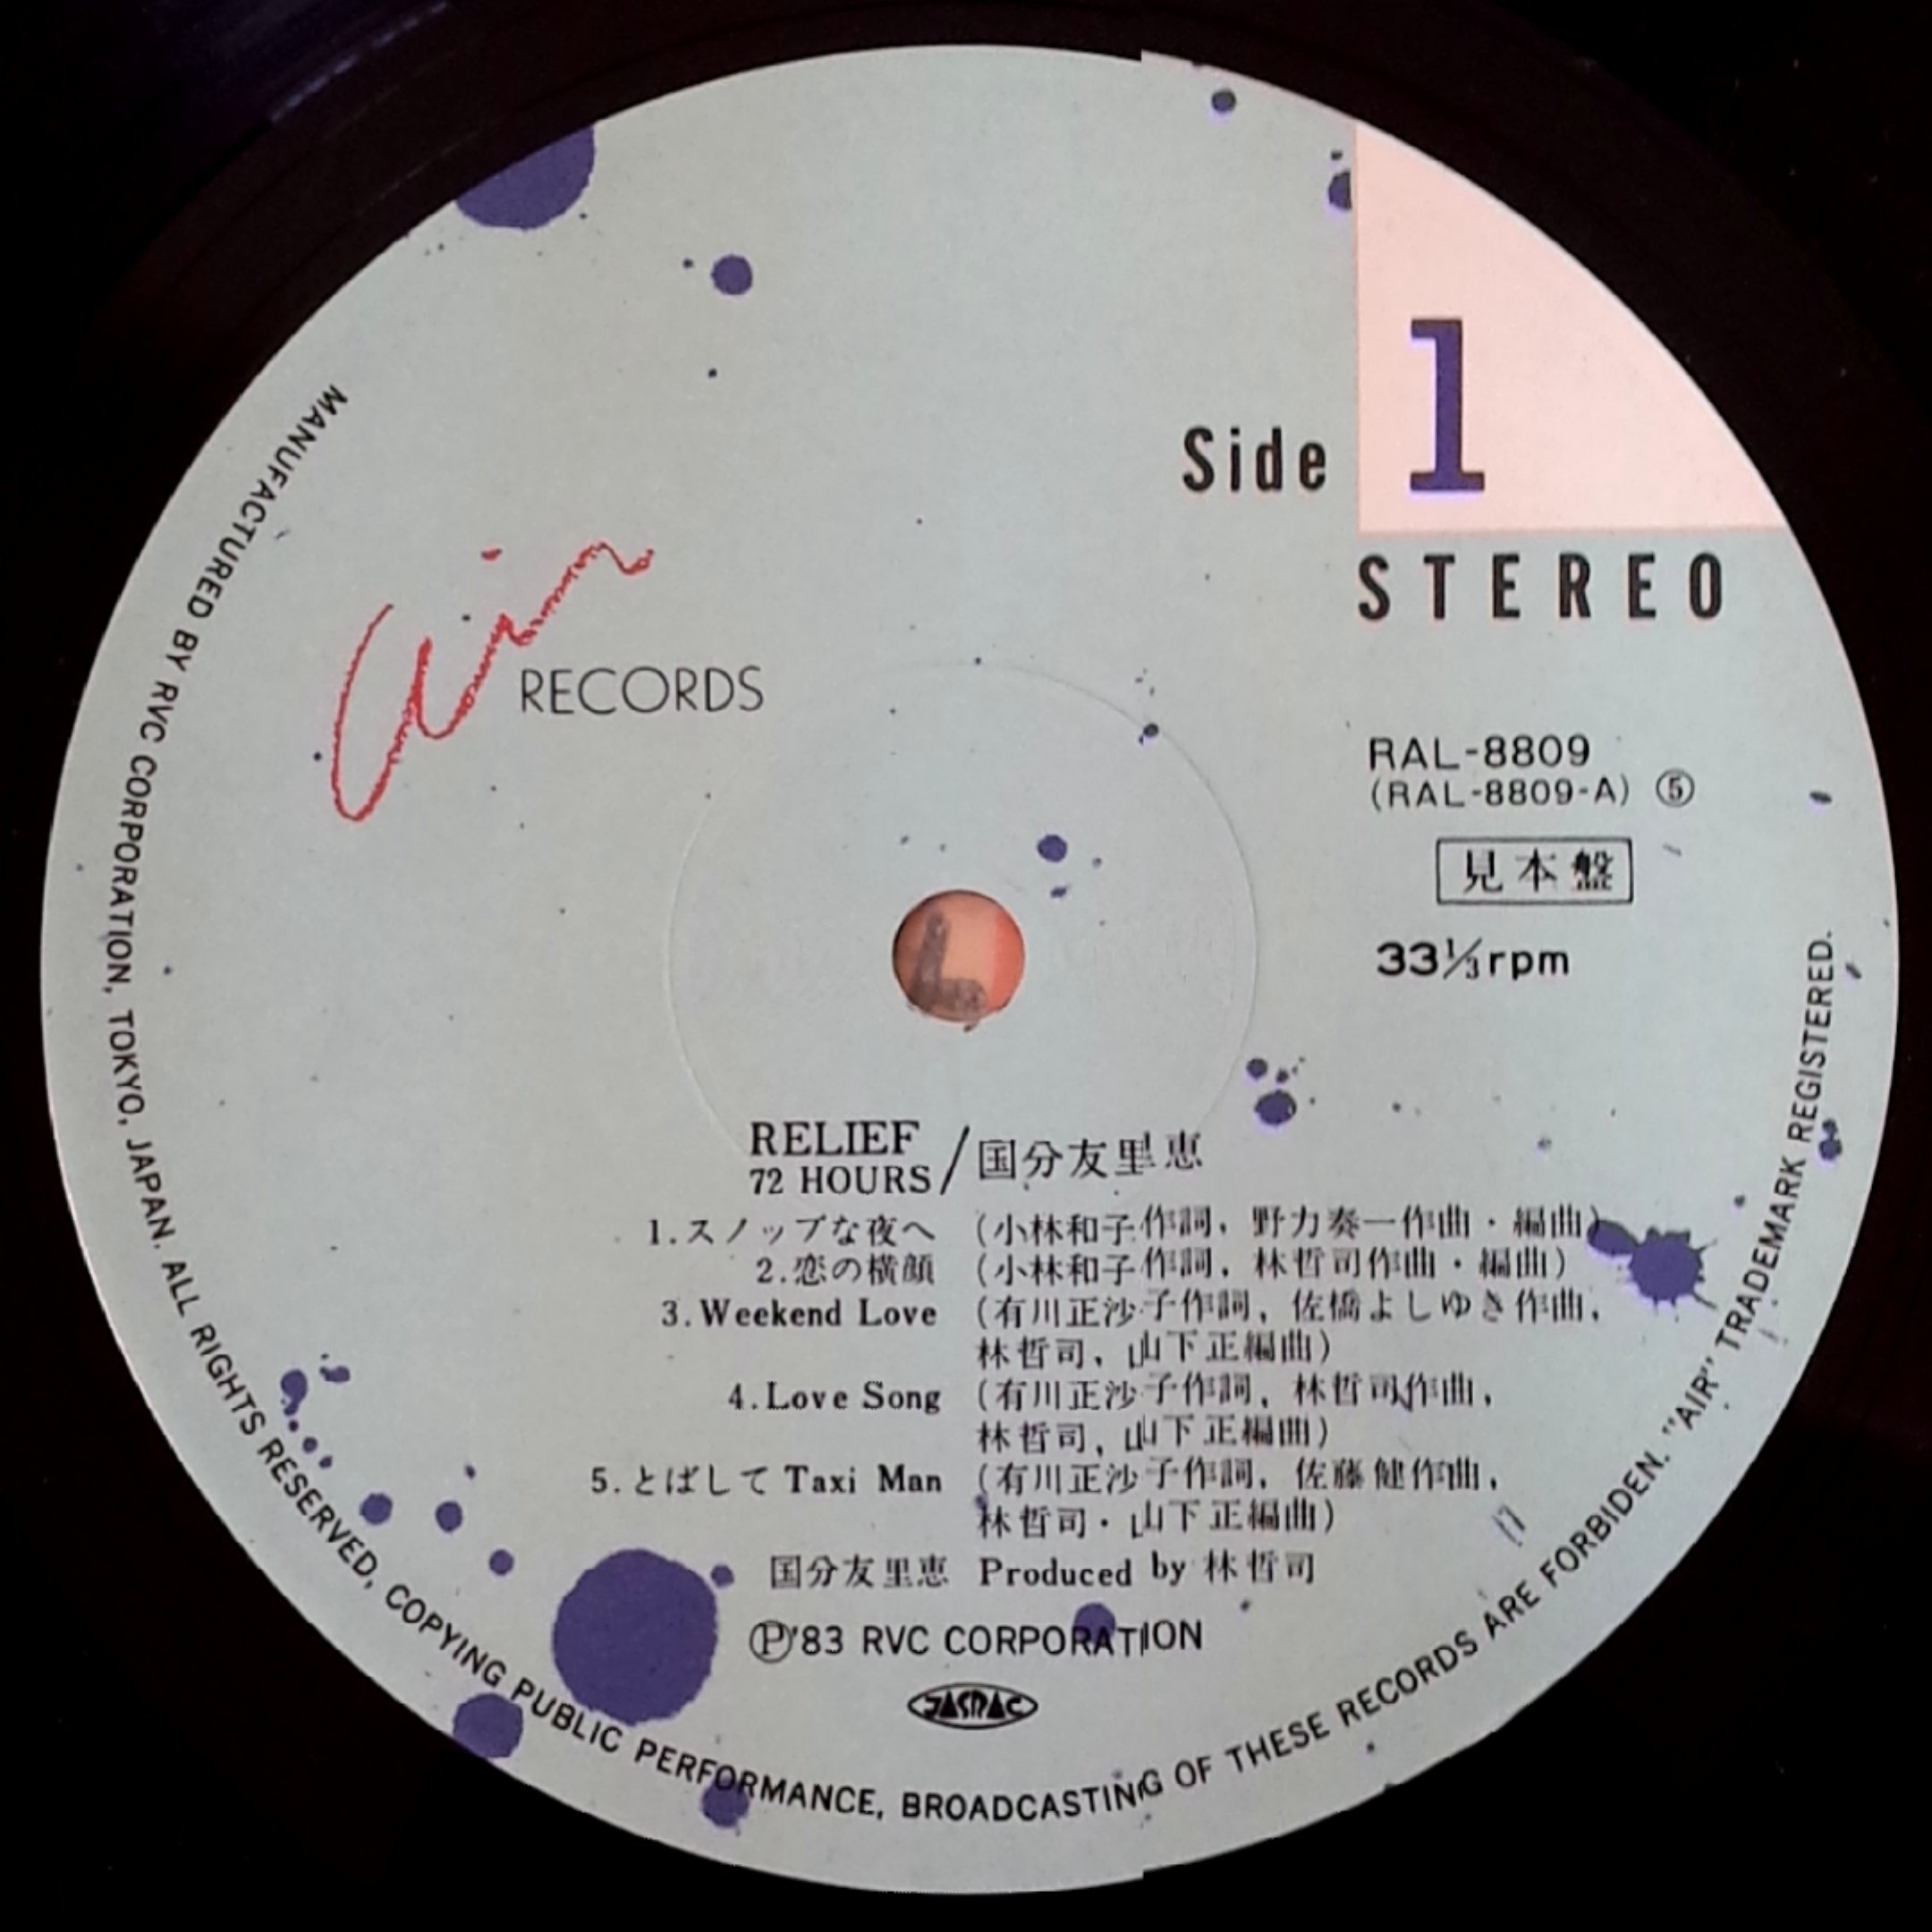 Side 1
STEREO
air
RECORDS
RAL-8809
(RAL-8809-A) ⑤
見本盤
33⅓rpm
RELIEF
72 HOURS／国分友里恵
1.スノッブな夜へ (小林和子作詞, 野力奏一作曲・編曲)
2.恋の横顔 (小林和子作詞, 林哲司作曲・編曲)
3.Weekend Love (有川正沙子作詞, 佐橋よしゆき作曲,
林哲司, 山下正編曲)
4.Love Song (有川正沙子作詞, 林哲司作曲,
林哲司, 山下正編曲)
5.とばして Taxi Man (有川正沙子作詞, 佐藤健作曲,
林哲司・山下正編曲)
国分友里恵 Produced by 林哲司
Ⓟ'83 RVC CORPORATION
JASRAC
MANUFACTURED BY RVC CORPORATION, TOKYO, JAPAN. ALL RIGHTS RESERVED, COPYING PUBLIC PERFORMANCE, BROADCASTING OF THESE RECORDS ARE FORBIDEN. "AIR" TRADEMARK REGISTERED.